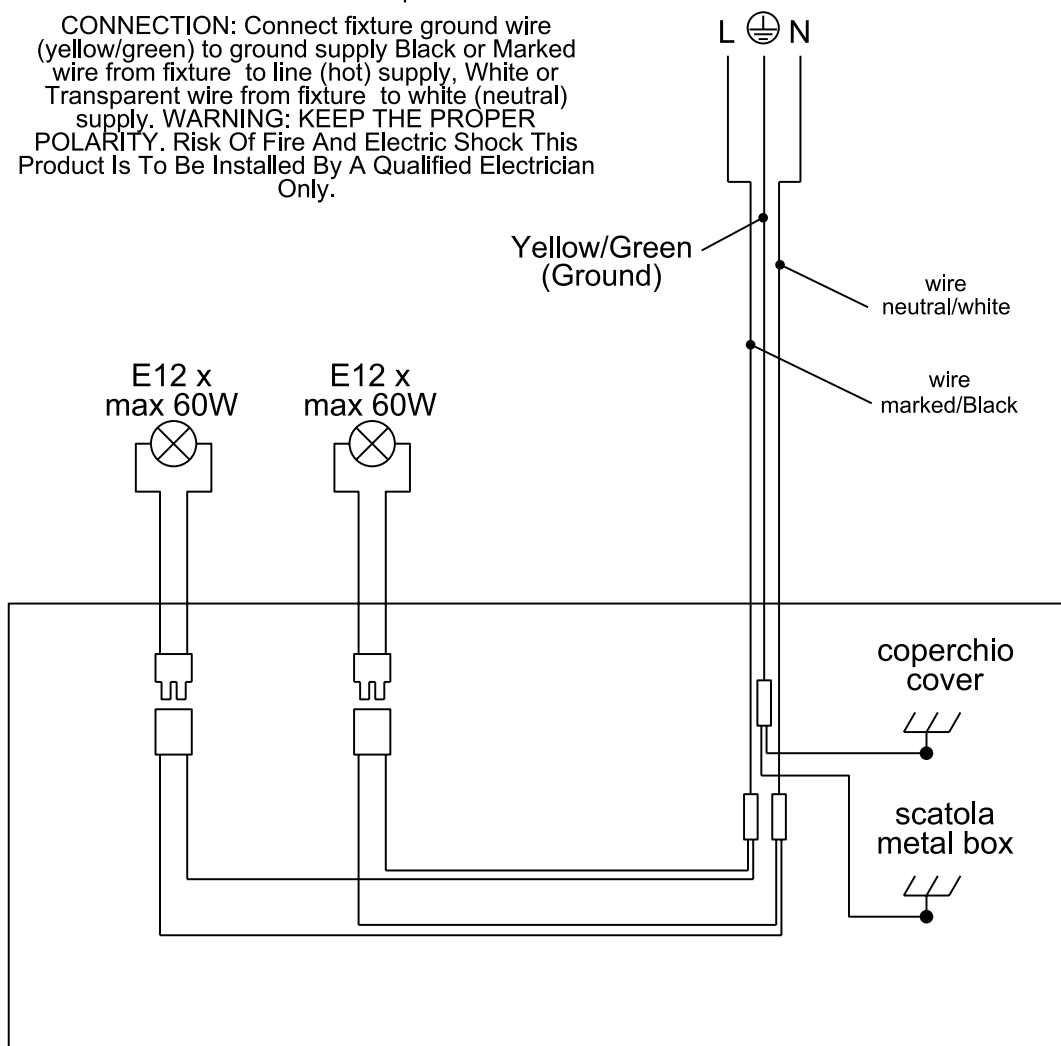 CONNECTION: Connect fixture ground wire
(yellow/green) to ground supply Black or Marked
wire from fixture to line (hot) supply, White or
Transparent wire from fixture to white (neutral)
supply. WARNING: KEEP THE PROPER
POLARITY. Risk Of Fire And Electric Shock This
Product Is To Be Installed By A Qualified Electrician
Only.
L N
Yellow/Green
(Ground)
wire
neutral/white
wire
marked/Black
E12 x
max 60W
E12 x
max 60W
coperchio
cover
scatola
metal box